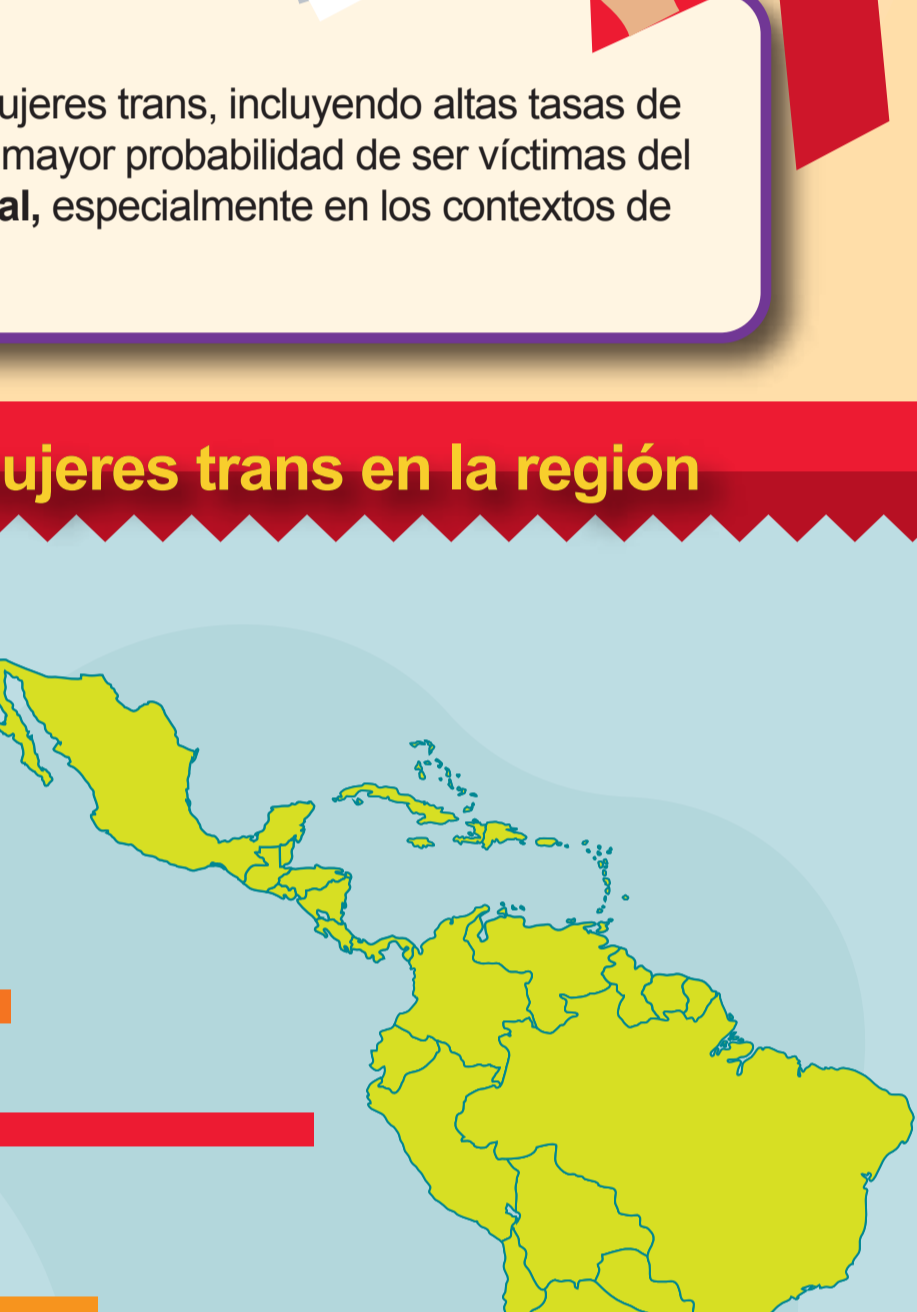 ujeres trans, incluyendo altas tasas de
mayor probabilidad de ser víctimas del
al, especialmente en los contextos de
ujeres trans en la región